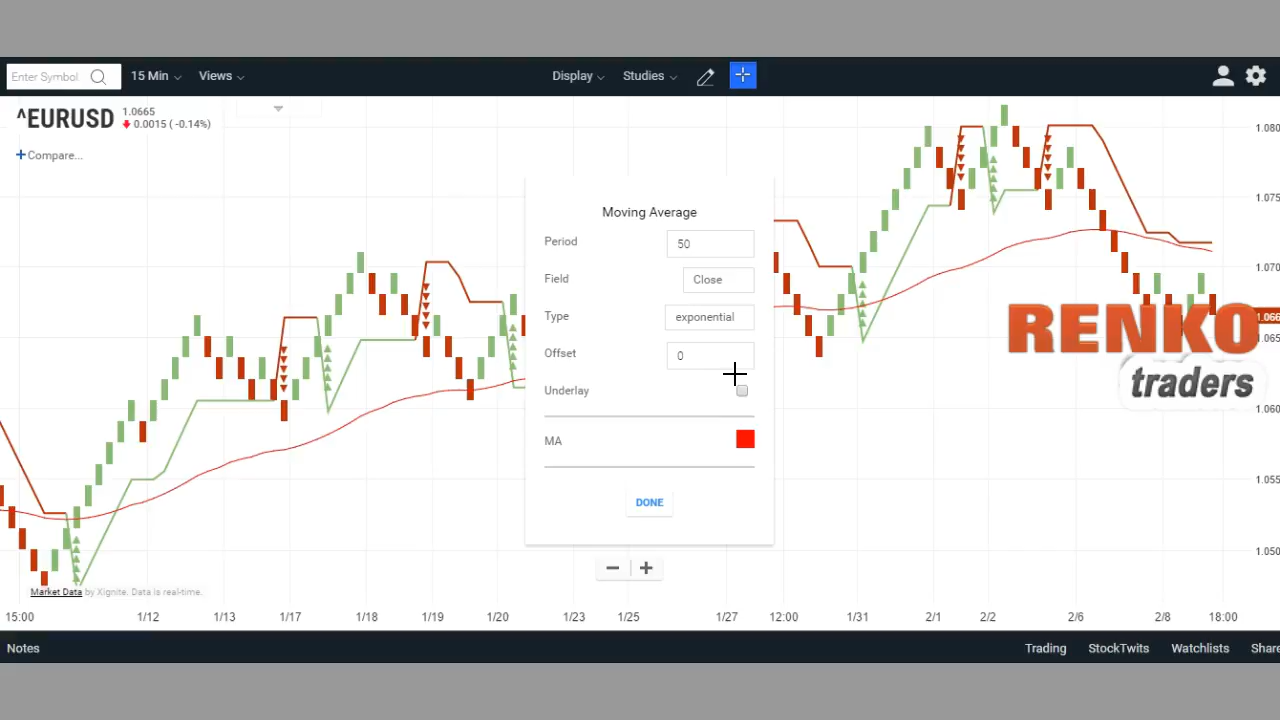 Enter Symbol
15 Min
Views
Display
Studies
^EURUSD
1.0665
0.0015 ( -0.14%)
+Compare...
Moving Average
Period
50
Field
Close
Type
exponential
Offset
0
Underlay
MA
DONE
1.080
1.075
1.070
1.066
1.065
1.060
1.055
1.050
RENKO
traders
Market Data by Xignite. Data is real-time.
15:00 1/12 1/13 1/17 1/18 1/19 1/20 1/23 1/25 1/27 12:00 1/31 2/1 2/2 2/6 2/8 18:00
Notes
Trading
StockTwits
Watchlists
Share